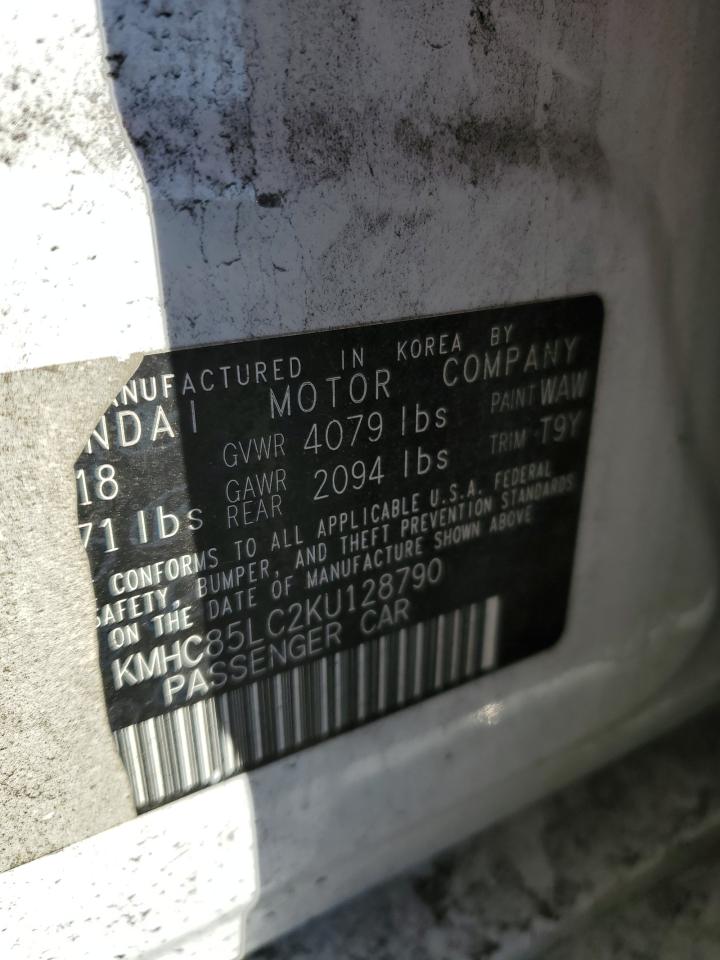 ANUFACTURED IN KOREA BY
NDAI MOTOR COMPANY
18 GVWR 4079 lbs PAINT WAW
71 lbs GAWR REAR 2094 lbs TRIM T9Y
CONFORMS TO ALL APPLICABLE U.S.A. FEDERAL
SAFETY, BUMPER, AND THEFT PREVENTION STANDARDS
ON THE DATE OF MANUFACTURE SHOWN ABOVE
KMHC85LC2KU128790
PASSENGER CAR